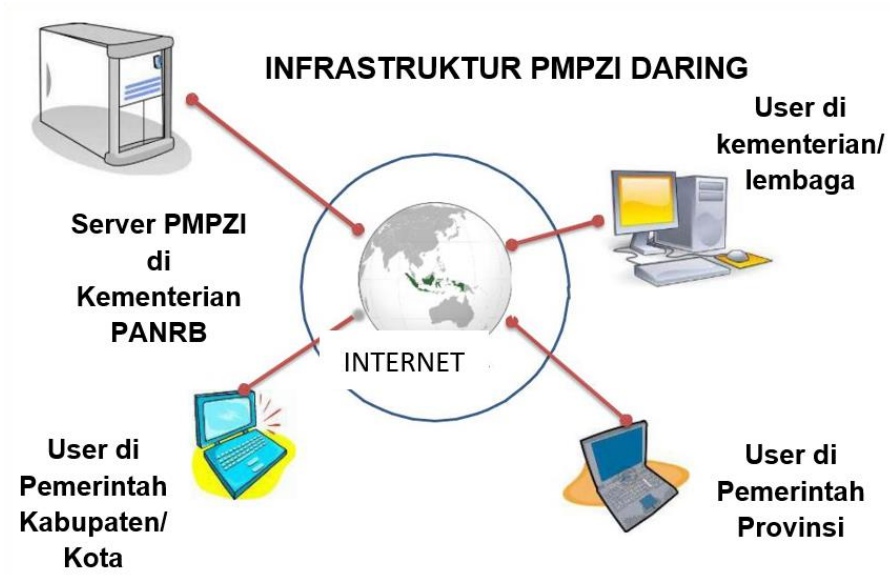 INFRASTRUKTUR PMPZI DARING
User di
kementerian/
lembaga
Server PMPZI
di
Kementerian
PANRB
INTERNET
User di
Pemerintah
Kabupaten/
Kota
User di
Pemerintah
Provinsi